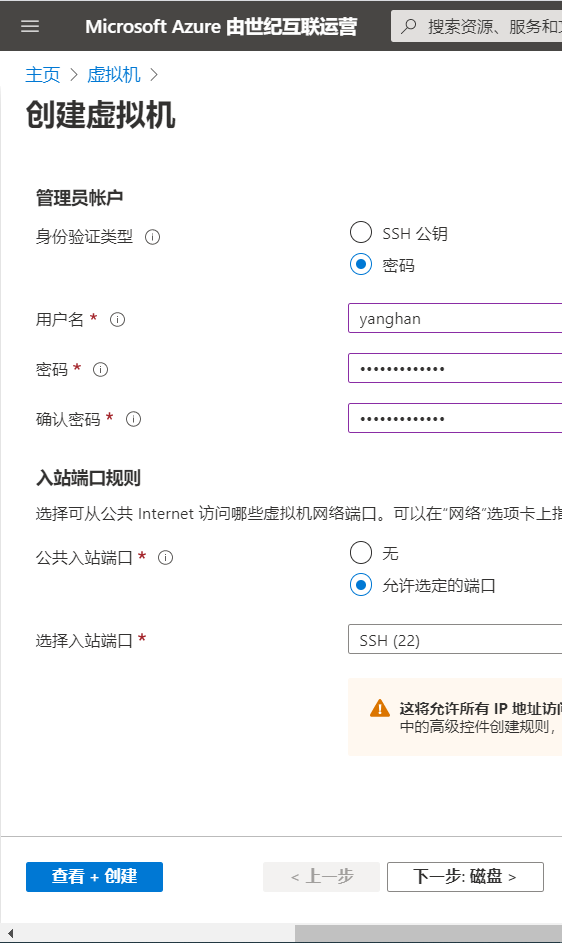 Microsoft Azure 由世纪互联运营
搜索资源、服务和
主页 > 虚拟机 >
创建虚拟机
管理员帐户
身份验证类型
SSH 公钥
密码
用户名 *
yanghan
密码 *
•••••••••••••
确认密码 *
•••••••••••••
入站端口规则
选择可从公共 Internet 访问哪些虚拟机网络端口。可以在“网络”选项卡上指
公共入站端口 *
无
允许选定的端口
选择入站端口 *
SSH (22)
这将允许所有 IP 地址访问
中的高级控件创建规则，
查看 + 创建
< 上一步
下一步: 磁盘 >